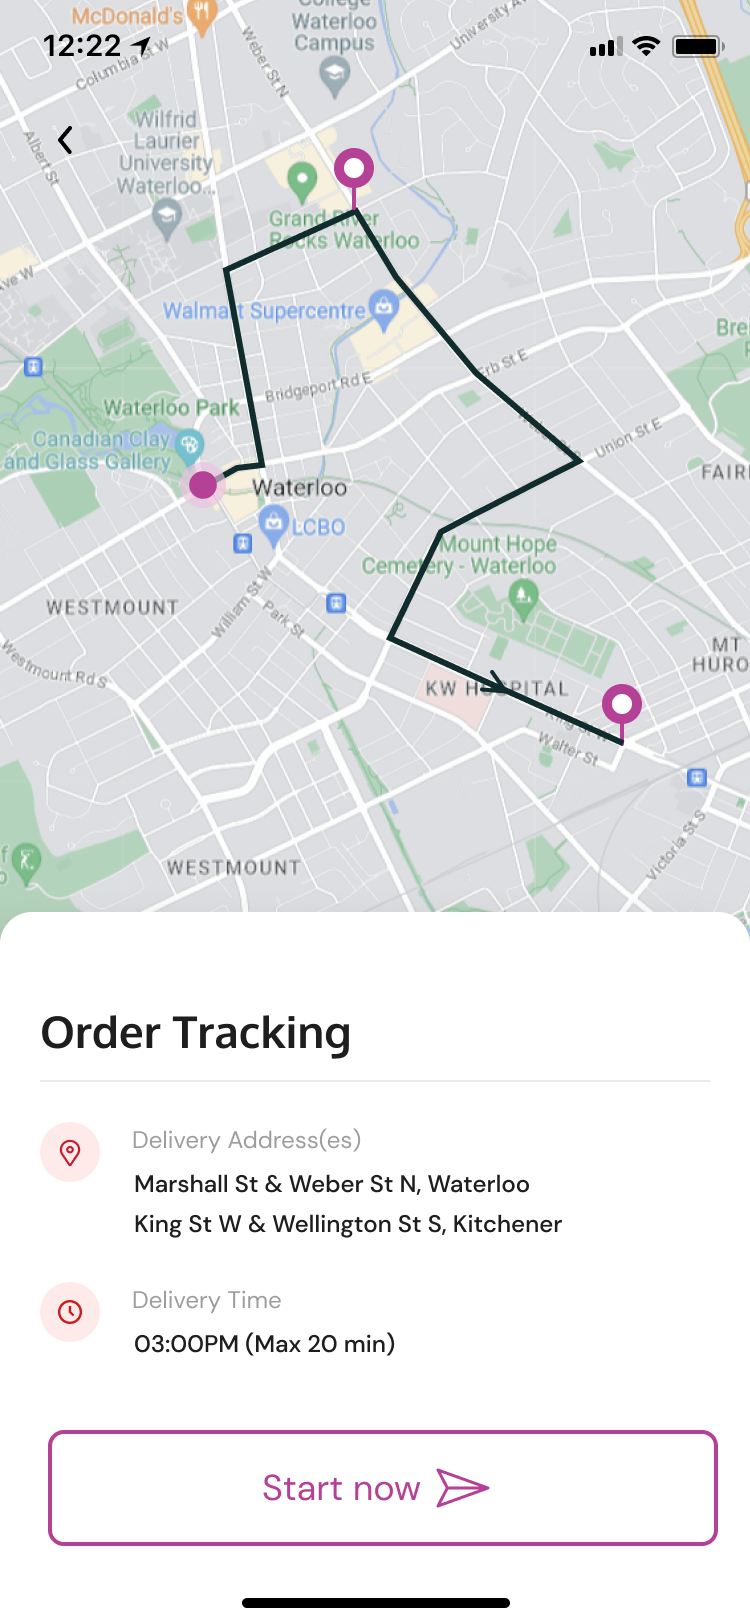 McDonald's
College
Waterloo
Campus
University A
12:22
Columbia St W
Weber St N
Albert St
Wilfrid
Laurier
University
Waterloo...
Grand River
Rocks Waterloo
Ave W
Walmart Supercentre
Bre
Erb St E
Bridgeport Rd E
Waterloo Park
Union St E
Canadian Clay
and Glass Gallery
FAIR
Waterloo
LCBO
Mount Hope
Cemetery - Waterloo
WESTMOUNT
William St W
Park St
MT
HURO
Westmount Rd S
KW HOSPITAL
King St W
Walter St
Victoria St S
WESTMOUNT
Order Tracking
Delivery Address(es)
Marshall St & Weber St N, Waterloo
King St W & Wellington St S, Kitchener
Delivery Time
03:00PM (Max 20 min)
Start now